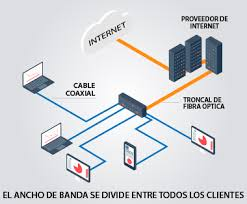 INTERNET
PROVEEDOR DE
INTERNET
CABLE
COAXIAL
TRONCAL DE
FIBRA OPTICA
EL ANCHO DE BANDA SE DIVIDE ENTRE TODOS LOS CLIENTES